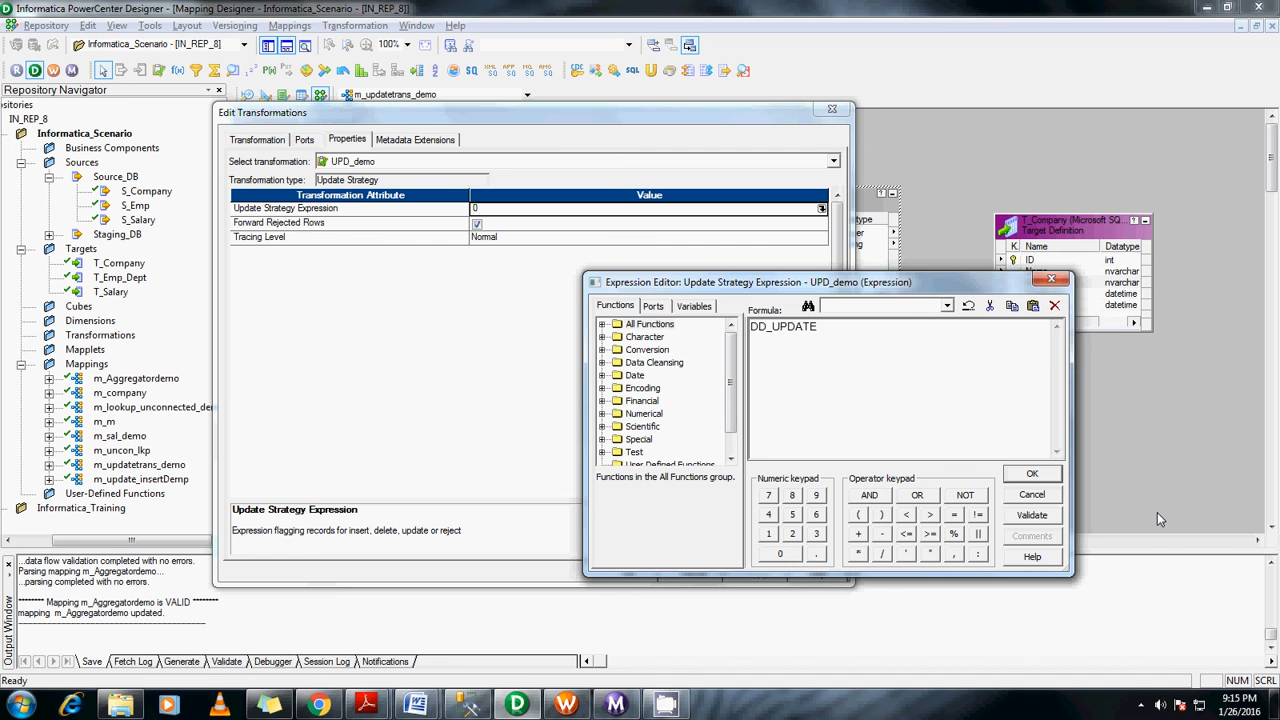 Informatica PowerCenter Designer - [Mapping Designer - Informatica_Scenario - [IN_REP_8]]
Repository Edit View Tools Layout Versioning Mappings Transformation Window Help
Informatica_Scenario - [IN_REP_8] 100%
m_updatetrans_demo
Repository Navigator
ositories
IN_REP_8
Informatica_Scenario
Business Components
Sources
Source_DB
S_Company
S_Emp
S_Salary
Staging_DB
Targets
T_Company
T_Emp_Dept
T_Salary
Cubes
Dimensions
Transformations
Mapplets
Mappings
m_Aggregatordemo
m_company
m_lookup_unconnected_de
m_m
m_sal_demo
m_uncon_lkp
m_updatetrans_demo
m_update_insertDemp
User-Defined Functions
Informatica_Training
Edit Transformations
Transformation Ports Properties Metadata Extensions
Select transformation: UPD_demo
Transformation type: Update Strategy
Transformation Attribute Value
Update Strategy Expression 0
Forward Rejected Rows
Tracing Level Normal
Update Strategy Expression
Expression flagging records for insert, delete, update or reject
T_Company (Microsoft SQ...
Target Definition
K. Name Datatype
ID int
nvarchar
nvarchar
datetime
datetime
Expression Editor: Update Strategy Expression - UPD_demo (Expression)
Functions Ports Variables
All Functions
Character
Conversion
Data Cleansing
Date
Encoding
Financial
Numerical
Scientific
Special
Test
User Defined Functions
Functions in the All Functions group.
Formula:
DD_UPDATE
Numeric keypad
7 8 9
4 5 6
1 2 3
0 .
Operator keypad
AND OR NOT
( ) < > = !=
+ - <= >= % ||
* / ' " , :
OK
Cancel
Validate
Comments
Help
Output Window
...data flow validation completed with no errors.
Parsing mapping m_Aggregatordemo...
...parsing completed with no errors.
******** Mapping m_Aggregatordemo is VALID ********
mapping m_Aggregatordemo updated.
Save Fetch Log Generate Validate Debugger Session Log Notifications
Ready
NUM SCRL
9:15 PM
1/26/2016